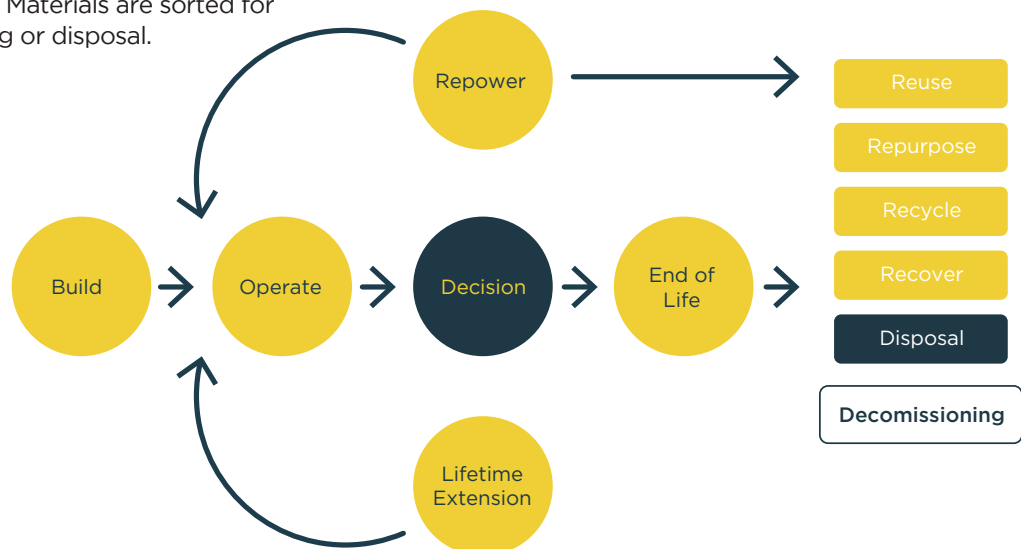 Materials are sorted for
g or disposal.
Repower
Reuse
Repurpose
Recycle
Recover
Disposal
Decomissioning
Build
Operate
Decision
End of
Life
Lifetime
Extension